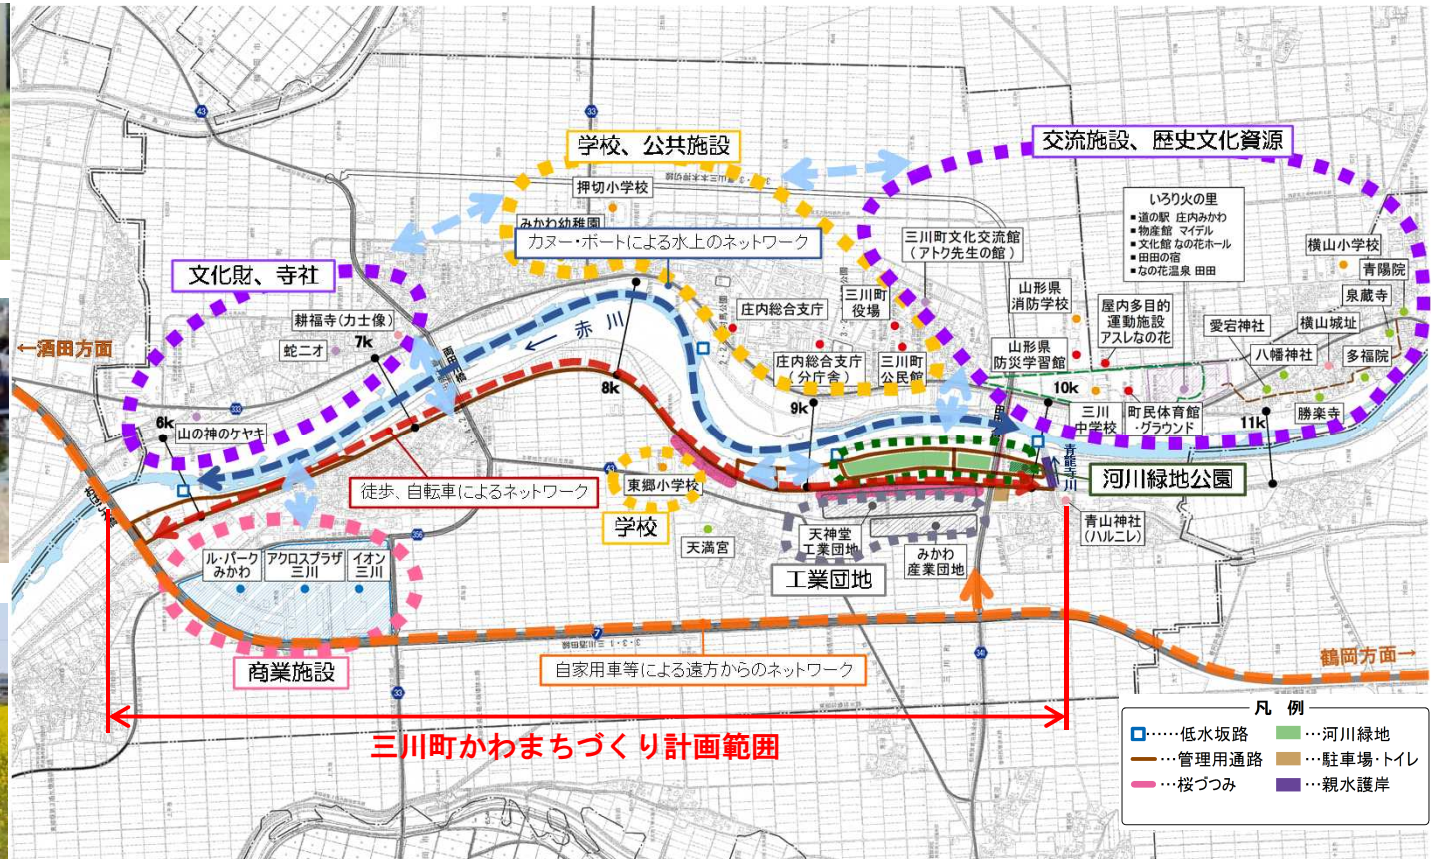 学校、公共施設
交流施設、歴史文化資源
押切小学校
みかわ幼稚園
カヌー・ボートによる水上のネットワーク
三川町文化交流館
(アトク先生の館)
いろり火の里
■道の駅 庄内みかわ
■物産館 マイデル
■文化館 なの花ホール
■田田の宿
■なの花温泉 田田
横山小学校
青陽院
泉蔵寺
文化財、寺社
耕福寺(力士像)
蛇二オ
←酒田方面
7k
赤川
←
庄内総合支庁
三川町
役場
山形県
消防学校
屋内多目的
運動施設
アスレなの花
愛宕神社
横山城址
八幡神社
多福院
庄内総合支庁
(分庁舎)
三川町
公民館
山形県
防災学習館
8k
9k
10k
11k
三川
中学校
町民体育館
・グラウンド
勝楽寺
6k
山の神のケヤキ
徒歩、自転車によるネットワーク
東郷小学校
学校
天満宮
天神堂
工業団地
みかわ
産業団地
工業団地
青龍寺川
河川緑地公園
青山神社
(ハルニレ)
ル・パーク
みかわ
アクロスプラザ
三川
イオン
三川
商業施設
自家用車等による遠方からのネットワーク
鶴岡方面→
三川町かわまちづくり計画範囲
43
33
333
43
356
7
33
341
3・3・1三川酒田線
凡 例
……低水坂路
…管理用通路
…桜づつみ
…河川緑地
…駐車場・トイレ
…親水護岸